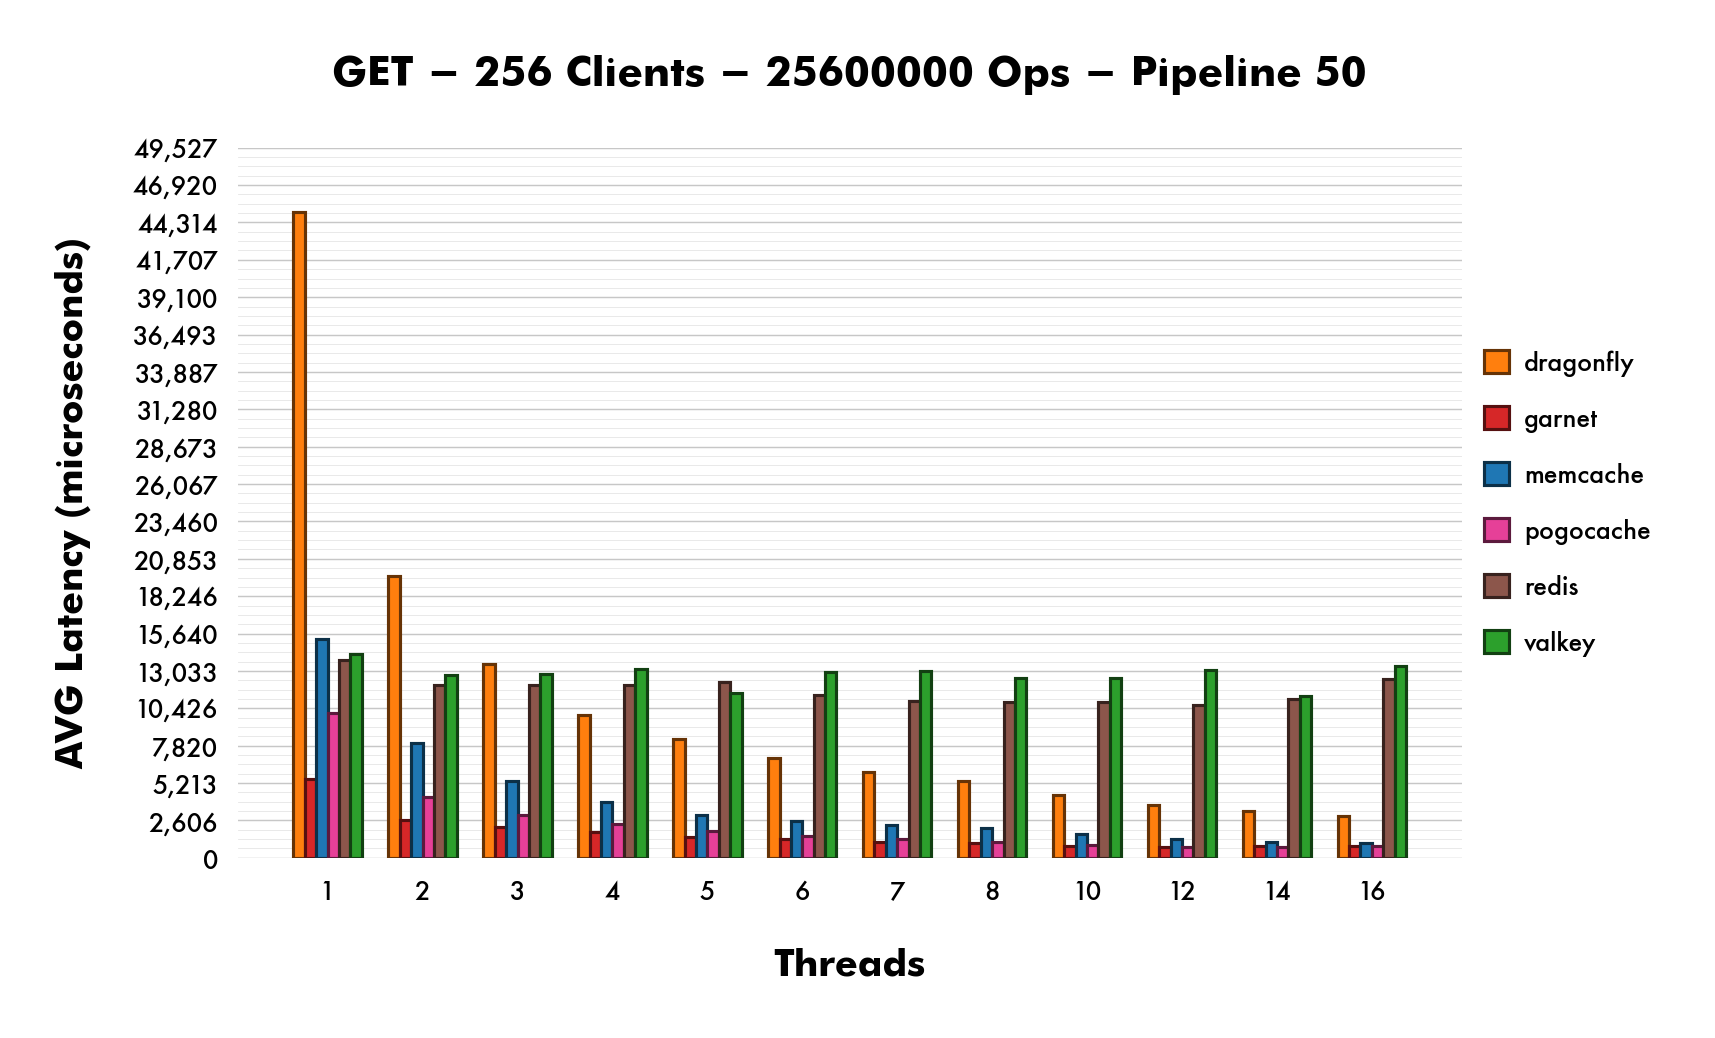 GET – 256 Clients – 25600000 Ops – Pipeline 50
AVG Latency (microseconds)
49,527
46,920
44,314
41,707
39,100
36,493
33,887
31,280
28,673
26,067
23,460
20,853
18,246
15,640
13,033
10,426
7,820
5,213
2,606
0
1 2 3 4 5 6 7 8 10 12 14 16
Threads
dragonfly
garnet
memcache
pogocache
redis
valkey